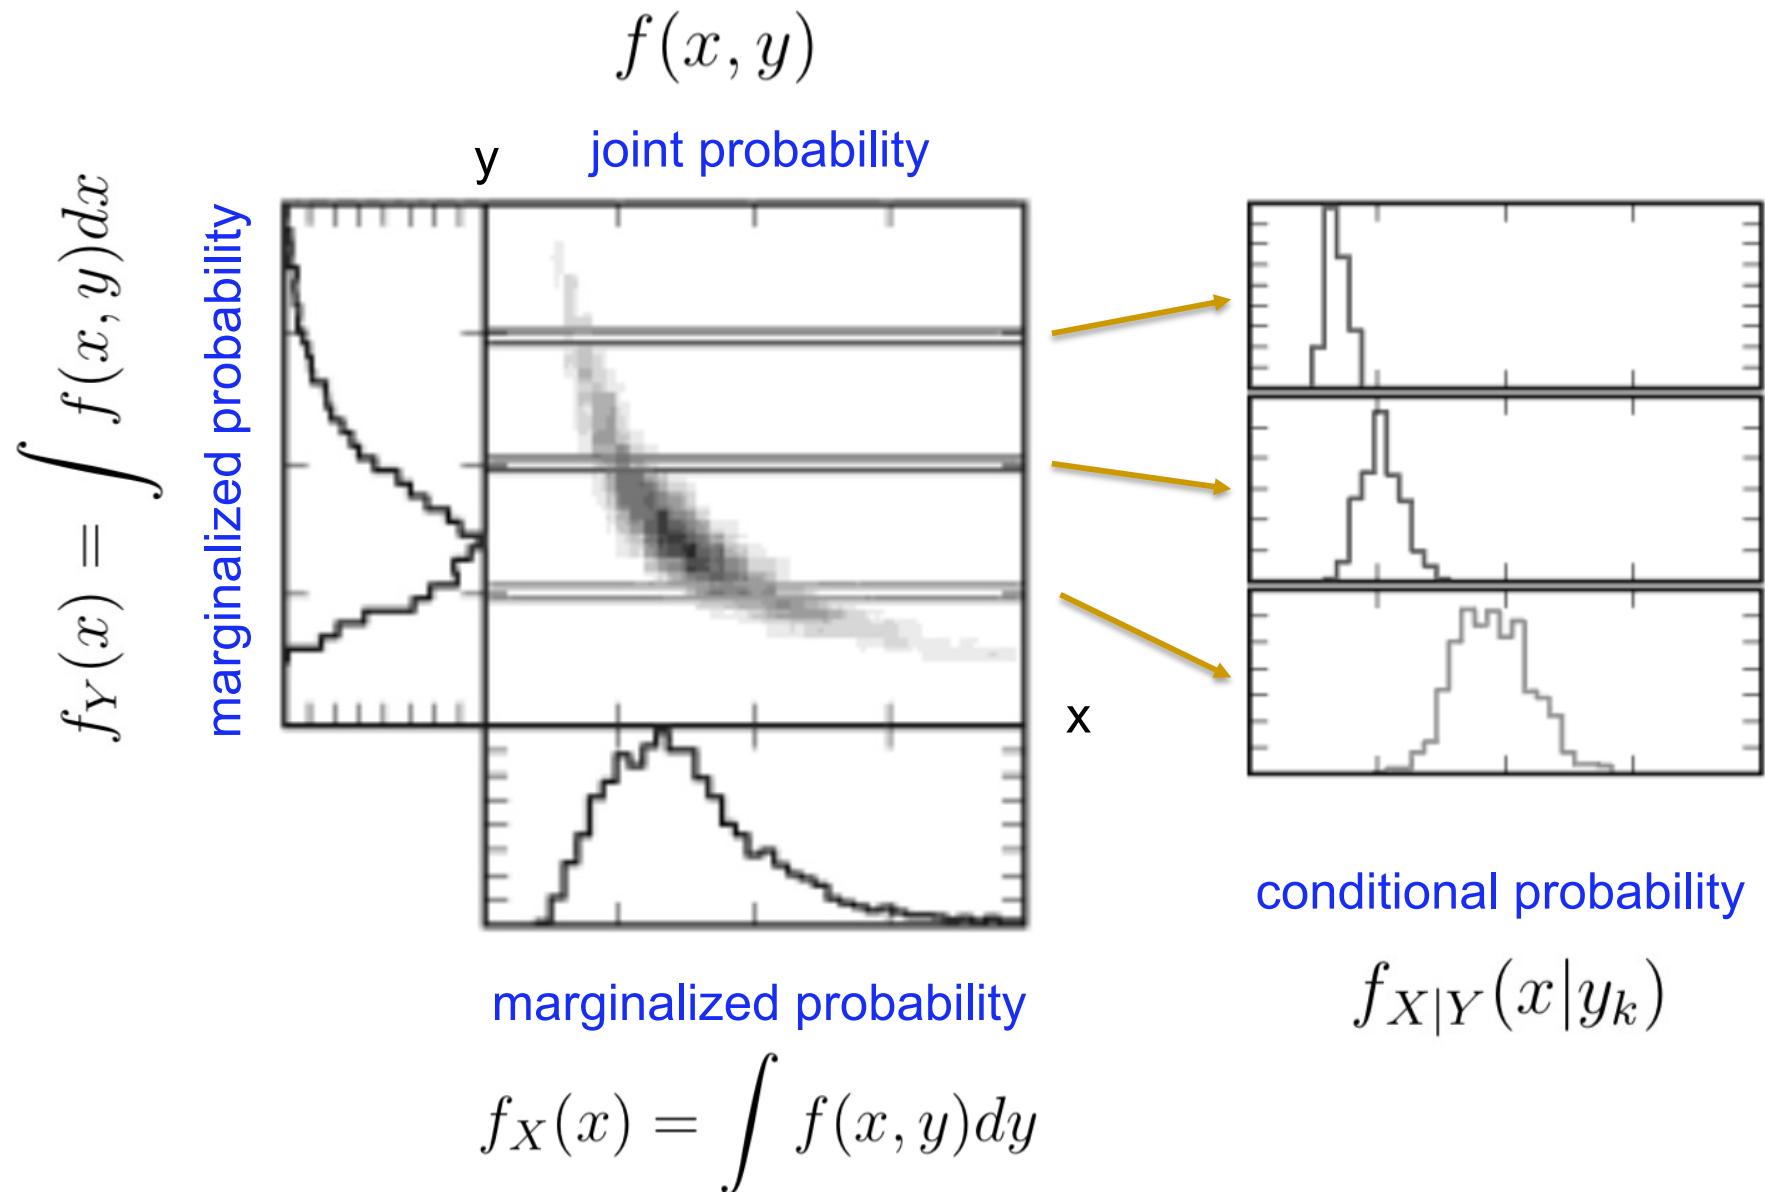 f(x, y)
joint probability
y
f_Y(x) = ∫ f(x, y)dx
marginalized probability
x
marginalized probability
f_X(x) = ∫ f(x, y)dy
conditional probability
f_{X|Y}(x|y_k)